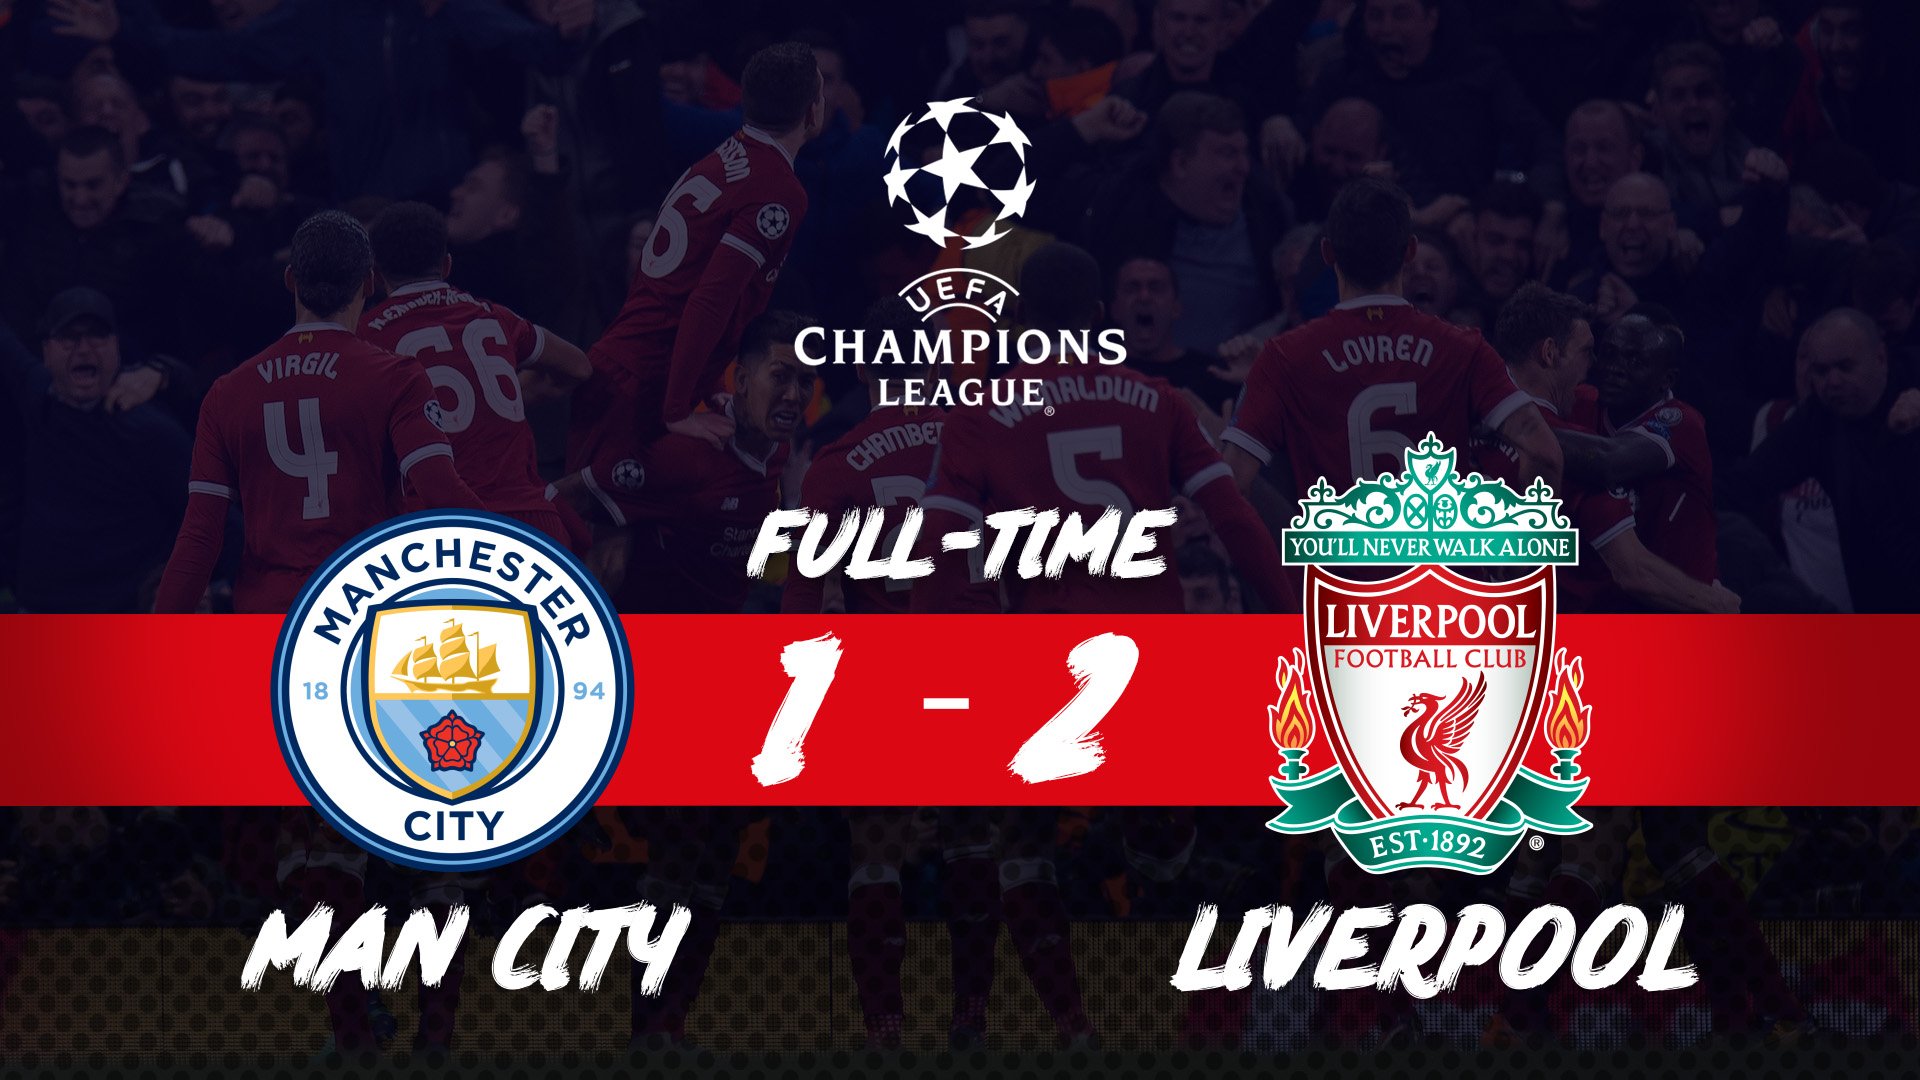 UEFA
CHAMPIONS
LEAGUE®
VIRGIL
4
66
6
LOVREN
6
5
FULL-TIME
MANCHESTER
18 94
CITY
1 - 2
YOU'LL NEVER WALK ALONE
LIVERPOOL
FOOTBALL CLUB
EST·1892
®
MAN CITY
LIVERPOOL